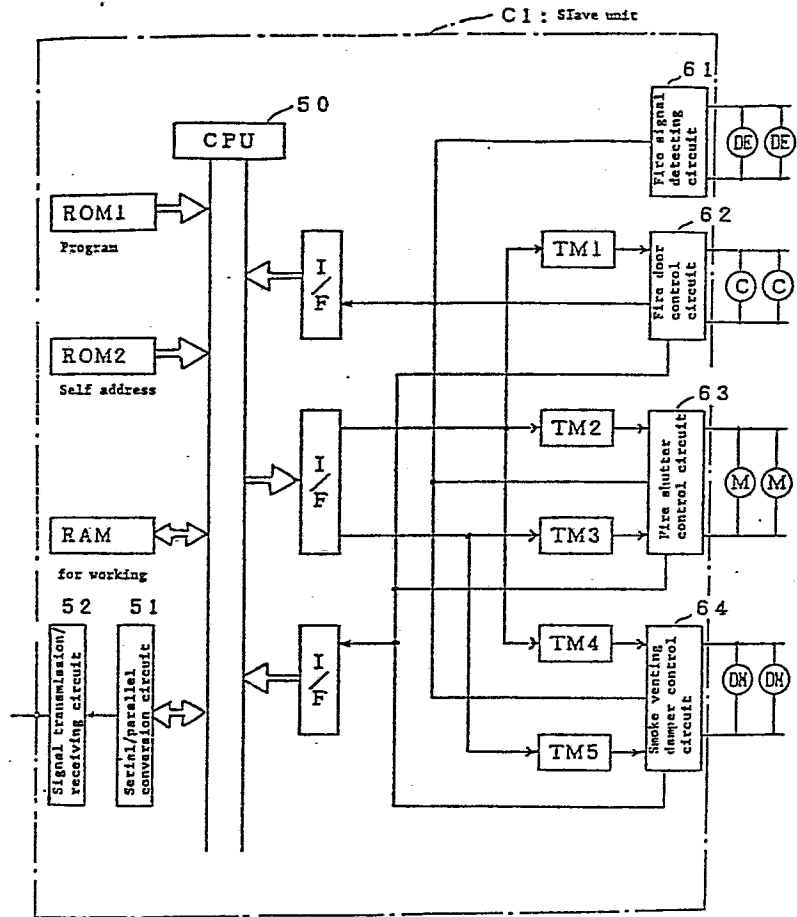 C1: Slave unit
50
CPU
61
Fire signal
detecting
circuit
DE DE
ROM1
Program
I/F
TM1
62
Fire door
control
circuit
C C
ROM2
Self address
63
I/F
TM2
Fire shutter
control circuit
M M
RAM
for working
TM3
52
Signal transmission/
receiving circuit
51
Serial/parallel
conversion circuit
I/F
64
TM4
Smoke venting
damper control
circuit
TM5